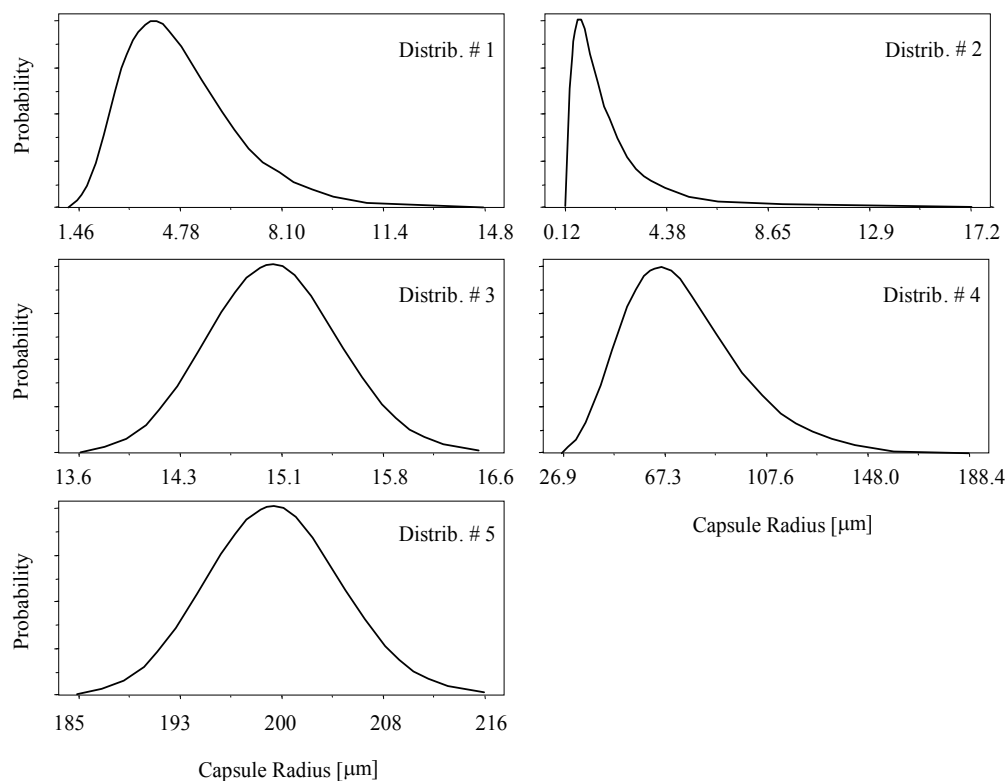 Probability
Distrib. # 1
1.46 4.78 8.10 11.4 14.8
Distrib. # 2
0.12 4.38 8.65 12.9 17.2
Probability
Distrib. # 3
13.6 14.3 15.1 15.8 16.6
Distrib. # 4
26.9 67.3 107.6 148.0 188.4
Capsule Radius [μm]
Probability
Distrib. # 5
185 193 200 208 216
Capsule Radius [μm]